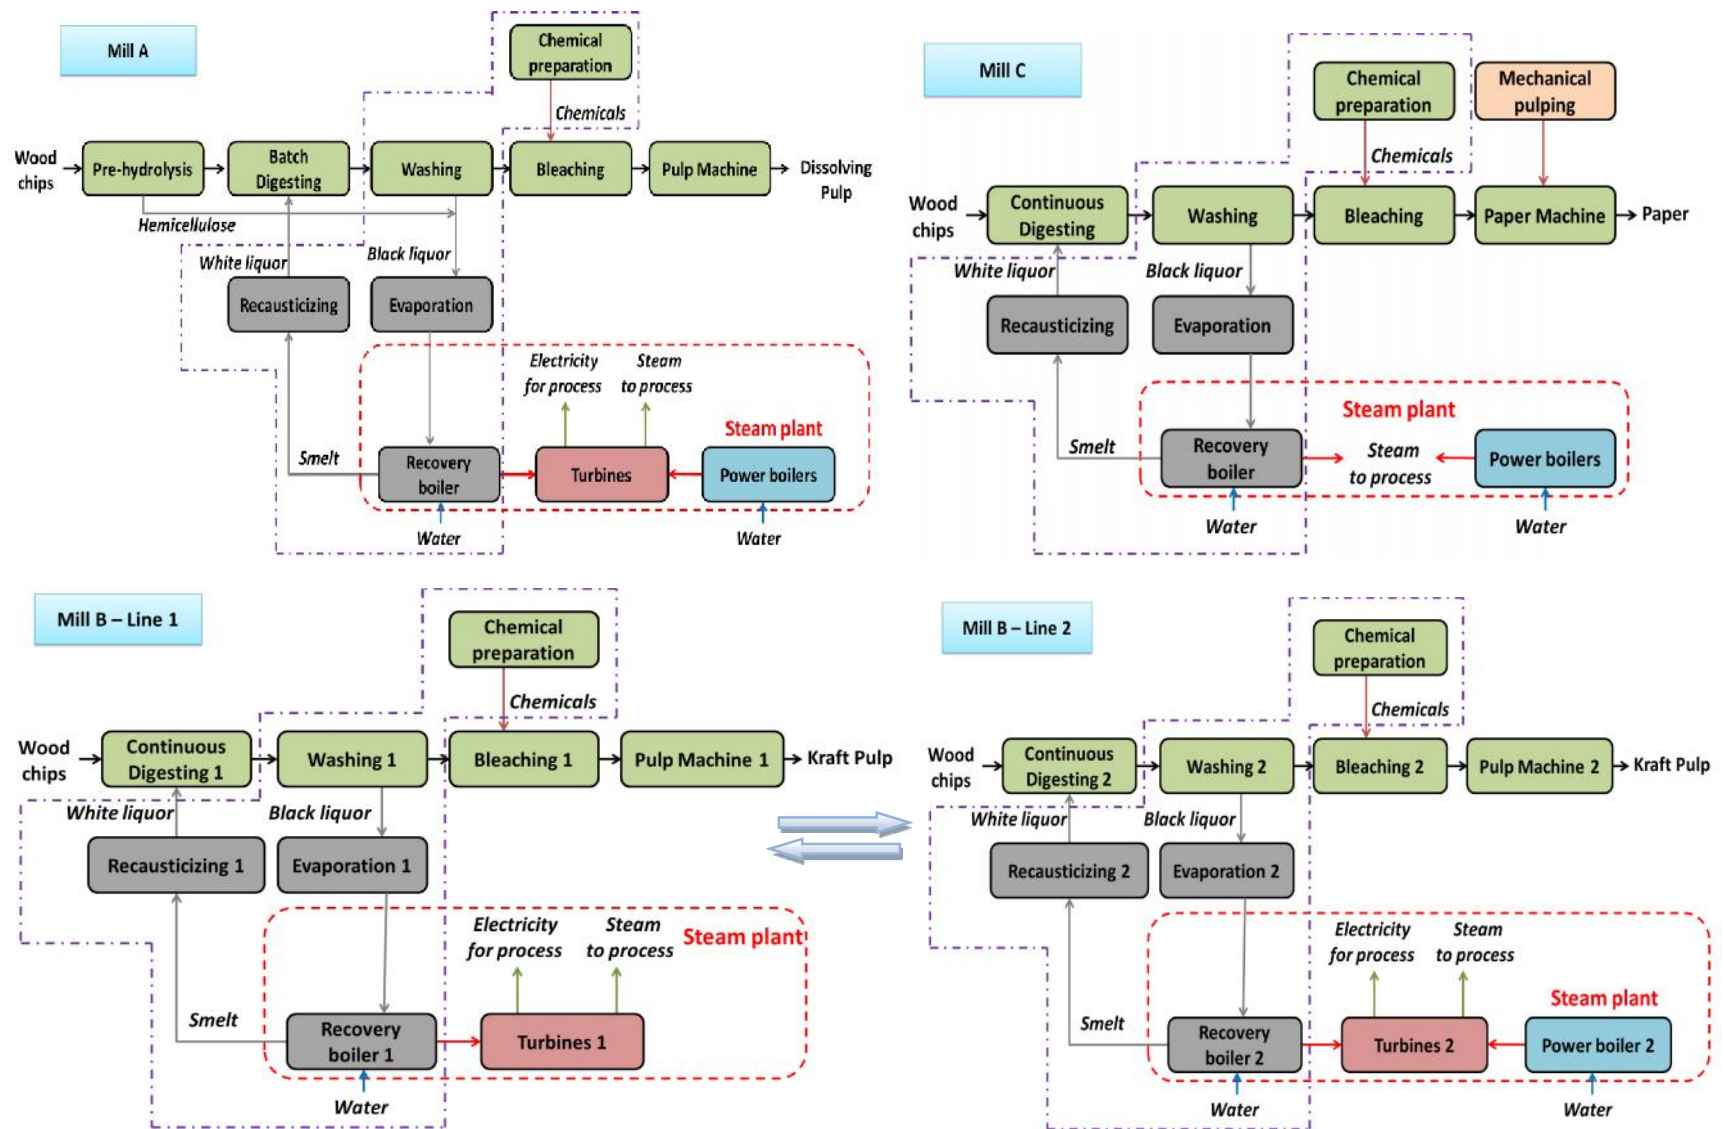 Mill A
Chemical
preparation
Chemicals
Wood
chips
Pre-hydrolysis
Batch
Digesting
Washing
Bleaching
Pulp Machine
Dissolving
Pulp
Hemicellulose
White liquor
Black liquor
Recausticizing
Evaporation
Electricity
for process
Steam
to process
Steam plant
Smelt
Recovery
boiler
Turbines
Power boilers
Water
Water
Mill C
Chemical
preparation
Mechanical
pulping
Chemicals
Wood
chips
Continuous
Digesting
Washing
Bleaching
Paper Machine
Paper
White liquor
Black liquor
Recausticizing
Evaporation
Steam plant
Smelt
Recovery
boiler
Steam
to process
Power boilers
Water
Water
Mill B – Line 1
Chemical
preparation
Chemicals
Wood
chips
Continuous
Digesting 1
Washing 1
Bleaching 1
Pulp Machine 1
Kraft Pulp
White liquor
Black liquor
Recausticizing 1
Evaporation 1
Electricity
for process
Steam
to process
Steam plant
Smelt
Recovery
boiler 1
Turbines 1
Water
Mill B – Line 2
Chemical
preparation
Chemicals
Wood
chips
Continuous
Digesting 2
Washing 2
Bleaching 2
Pulp Machine 2
Kraft Pulp
White liquor
Black liquor
Recausticizing 2
Evaporation 2
Electricity
for process
Steam
to process
Steam plant
Smelt
Recovery
boiler 2
Turbines 2
Power boiler 2
Water
Water